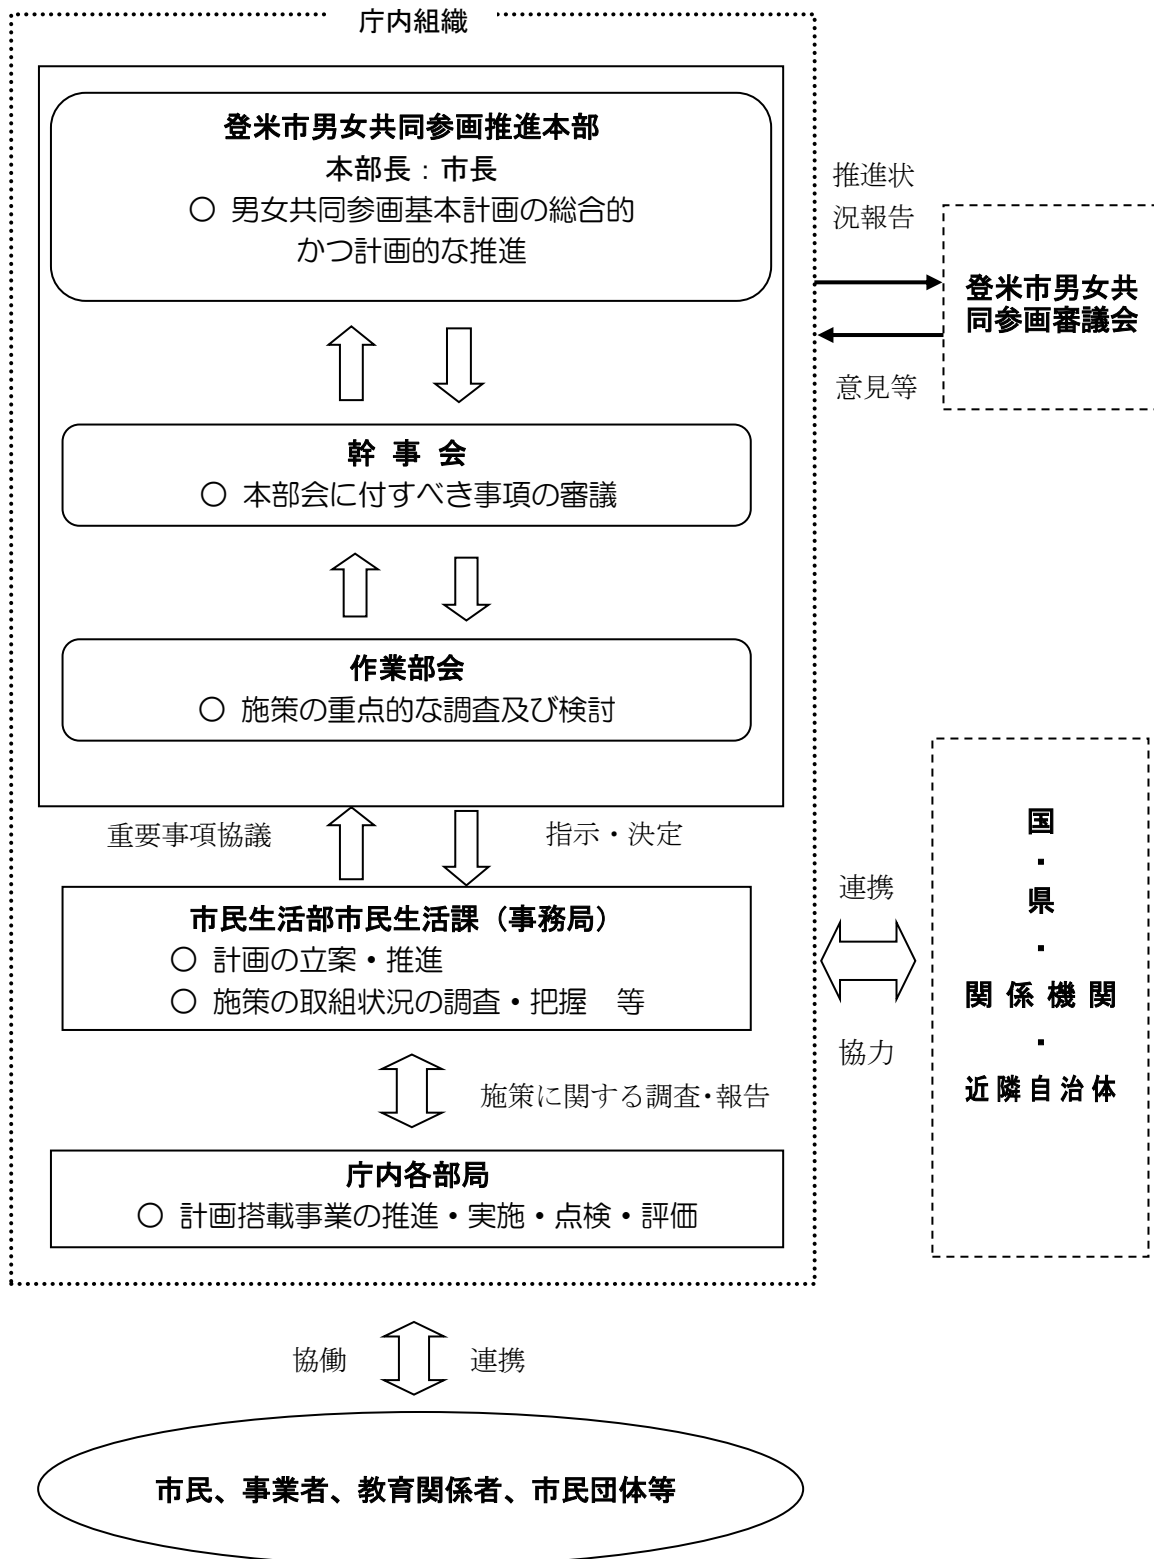 庁内組織
登米市男女共同参画推進本部
本部長：市長
○ 男女共同参画基本計画の総合的
かつ計画的な推進
推進状
況報告
登米市男女共
同参画審議会
意見等
幹 事 会
○ 本部会に付すべき事項の審議
作業部会
○ 施策の重点的な調査及び検討
重要事項協議
指示・決定
市民生活部市民生活課（事務局）
○ 計画の立案・推進
○ 施策の取組状況の調査・把握　等
連携
協力
国
・
県
・
関 係 機 関
・
近 隣 自 治 体
施策に関する調査・報告
庁内各部局
○ 計画搭載事業の推進・実施・点検・評価
協働
連携
市民、事業者、教育関係者、市民団体等